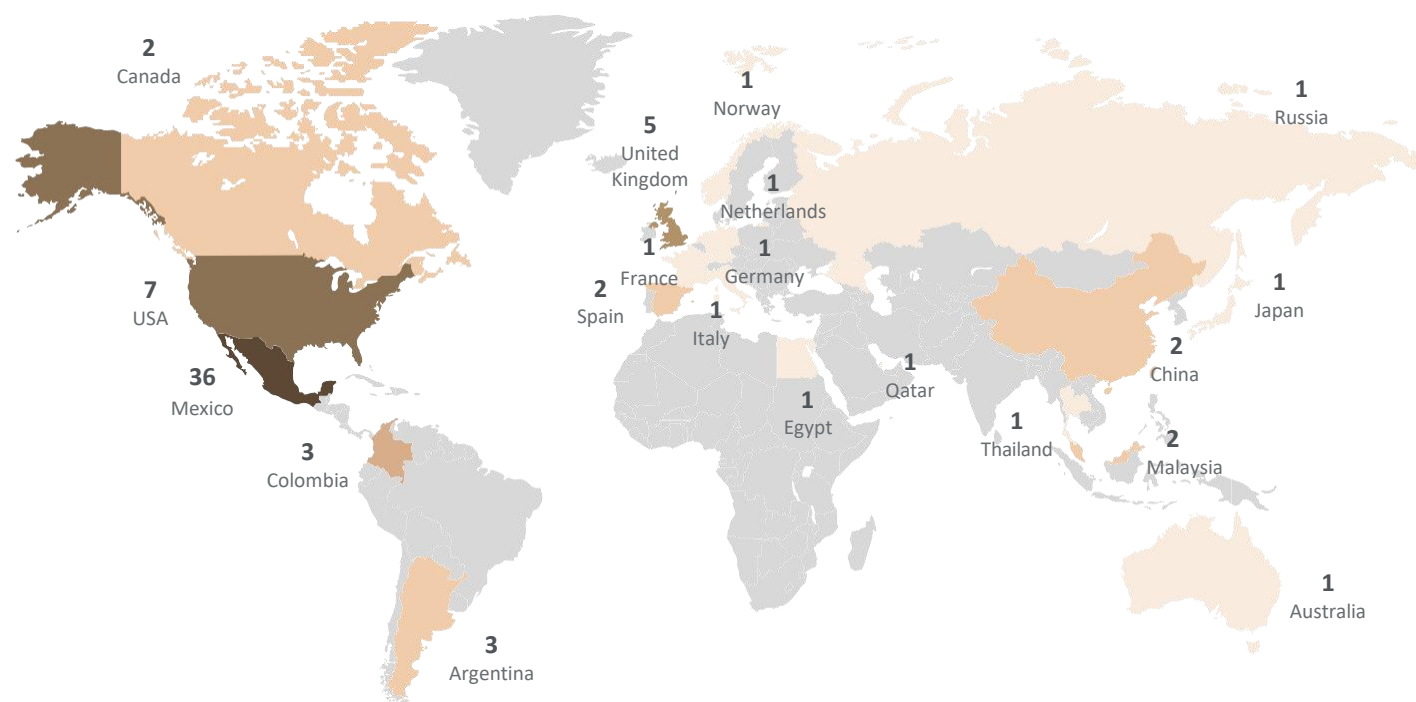 2
Canada
1
Norway
1
Russia
5
United
Kingdom
1
Netherlands
1
France
1
Germany
7
USA
2
Spain
1
Italy
1
Japan
2
China
36
Mexico
1
Qatar
1
Egypt
1
Thailand
2
Malaysia
3
Colombia
1
Australia
3
Argentina